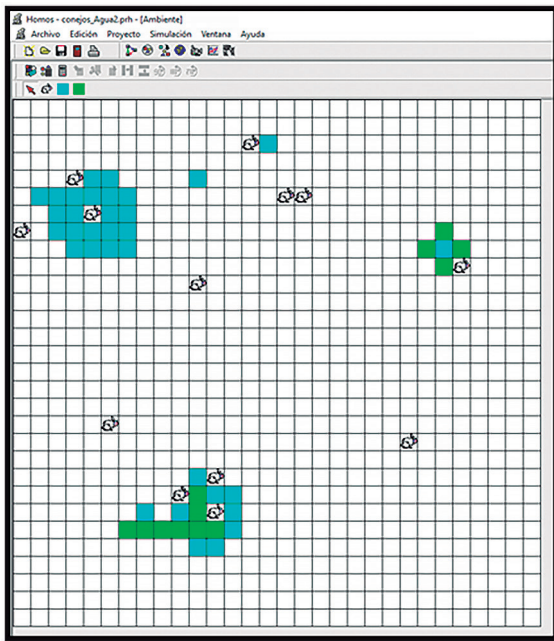 Homos - conejos_Agua2.prh - [Ambiente]
Archivo Edición Proyecto Simulación Ventana Ayuda